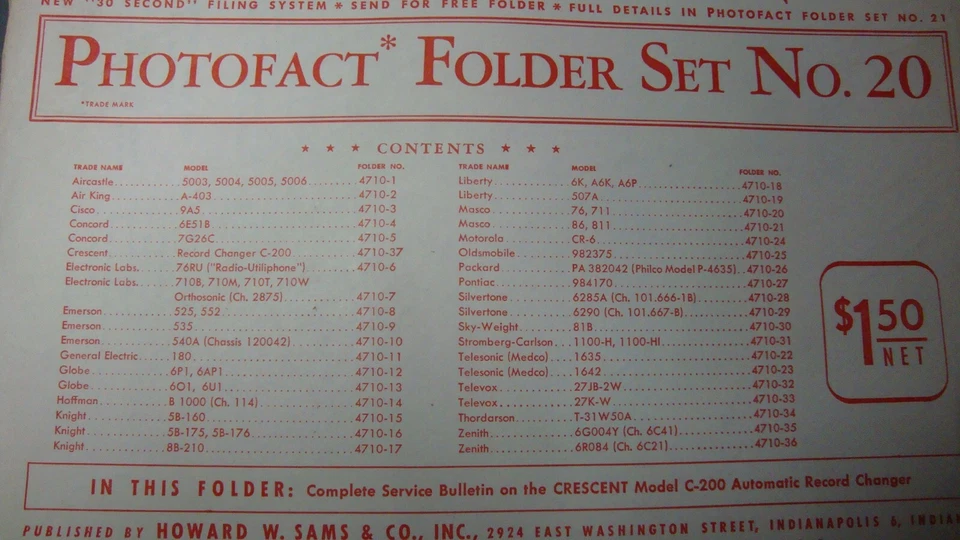 NEW "30 SECOND" FILING SYSTEM * SEND FOR FREE FOLDER * FULL DETAILS IN PHOTOFACT FOLDER SET NO. 21
PHOTOFACT* FOLDER SET NO. 20
*TRADE MARK
★ ★ ★ CONTENTS ★ ★ ★
TRADE NAME MODEL FOLDER NO.
Aircastle 5003, 5004, 5005, 5006 4710-1
Air King A-403 4710-2
Cisco 9A5 4710-3
Concord 6E51B 4710-4
Concord 7G26C 4710-5
Crescent Record Changer C-200 4710-37
Electronic Labs. 76RU ("Radio-Utiliphone") 4710-6
Electronic Labs. 710B, 710M, 710T, 710W
Orthosonic (Ch. 2875) 4710-7
Emerson 525, 552 4710-8
Emerson 535 4710-9
Emerson 540A (Chassis 120042) 4710-10
General Electric 180 4710-11
Globe 6P1, 6AP1 4710-12
Globe 6O1, 6U1 4710-13
Hoffman B 1000 (Ch. 114) 4710-14
Knight 5B-160 4710-15
Knight 5B-175, 5B-176 4710-16
Knight 8B-210 4710-17
TRADE NAME MODEL FOLDER NO.
Liberty 6K, A6K, A6P 4710-18
Liberty 507A 4710-19
Masco 76, 711 4710-20
Masco 86, 811 4710-21
Motorola CR-6 4710-24
Oldsmobile 982375 4710-25
Packard PA 382042 (Philco Model P-4635) 4710-26
Pontiac 984170 4710-27
Silvertone 6285A (Ch. 101.666-1B) 4710-28
Silvertone 6290 (Ch. 101.667-B) 4710-29
Sky-Weight 81B 4710-30
Stromberg-Carlson 1100-H, 1100-HI 4710-31
Telesonic (Medco) 1635 4710-22
Telesonic (Medco) 1642 4710-23
Televox 27JB-2W 4710-32
Televox 27K-W 4710-33
Thordarson T-31W50A 4710-34
Zenith 6G004Y (Ch. 6C41) 4710-35
Zenith 6R084 (Ch. 6C21) 4710-36
$1.50
NET
IN THIS FOLDER: Complete Service Bulletin on the CRESCENT Model C-200 Automatic Record Changer
PUBLISHED BY HOWARD W. SAMS & CO., INC., 2924 EAST WASHINGTON STREET, INDIANAPOLIS 6, INDIA